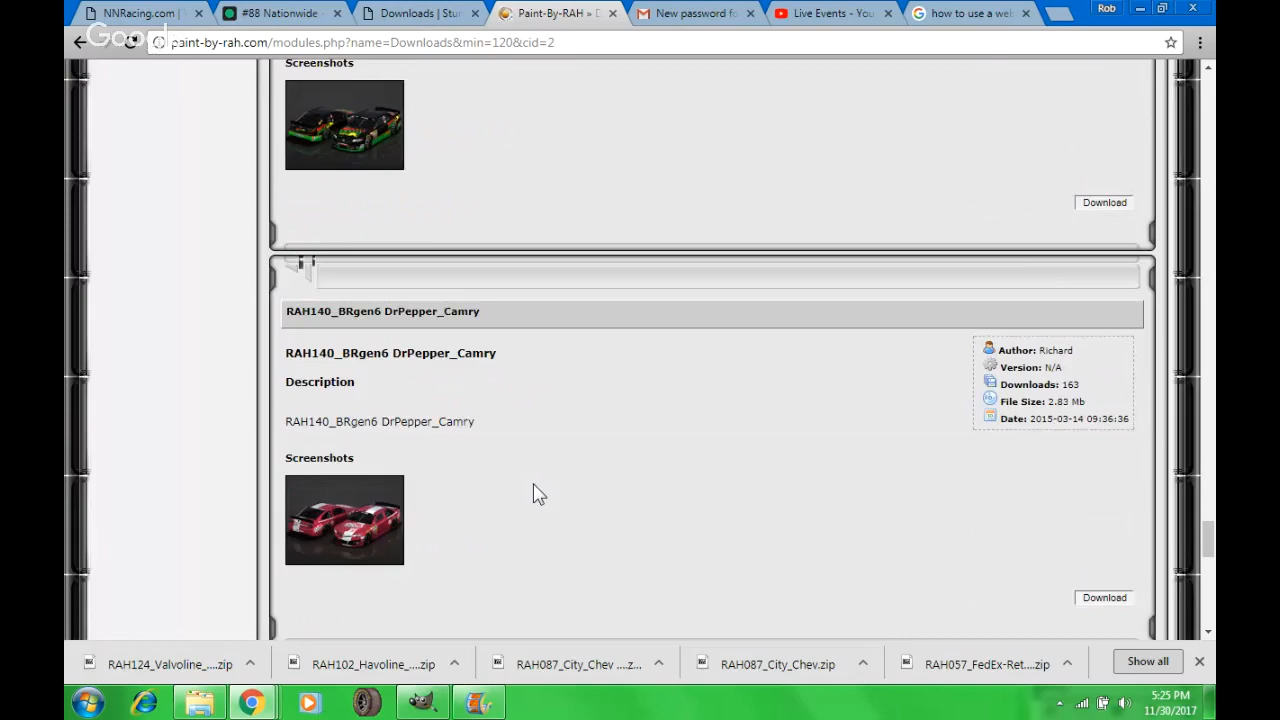 NNRacing.com |
#88 Nationwide
Downloads | Stun
Paint-By-RAH » D
New password fo
Live Events - You
how to use a web
Rob
paint-by-rah.com/modules.php?name=Downloads&min=120&cid=2
Screenshots
Download
RAH140_BRgen6 DrPepper_Camry
RAH140_BRgen6 DrPepper_Camry
Author: Richard
Version: N/A
Description
Downloads: 163
File Size: 2.83 Mb
Date: 2015-03-14 09:36:36
RAH140_BRgen6 DrPepper_Camry
Screenshots
Download
RAH124_Valvoline_....zip
RAH102_Havoline_....zip
RAH087_City_Chev ...z...
RAH087_City_Chev.zip
RAH057_FedEx-Ret....zip
Show all
5:25 PM
11/30/2017